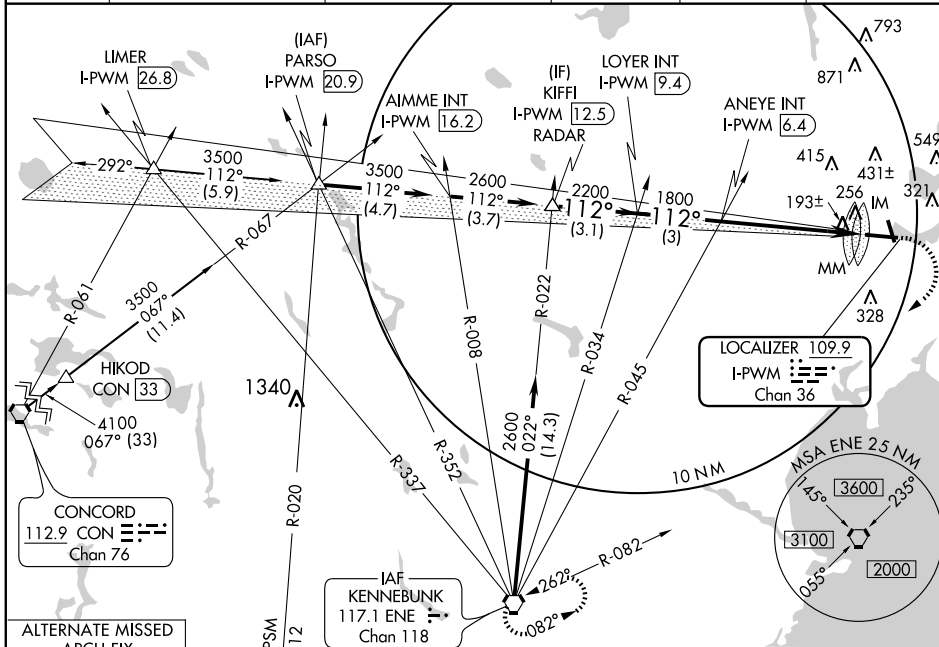 LIMER
I-PWM 26.8
(IAF)
PARSO
I-PWM 20.9
AIMME INT
I-PWM 16.2
(IF)
KIFFI
I-PWM 12.5
RADAR
LOYER INT
I-PWM 9.4
ANEYE INT
I-PWM 6.4
793
871
415
431±
549
321
193±
256
IM
MM
328
292°
3500
112°
(5.9)
3500
112°
(4.7)
2600
112°
(3.7)
2200
112°
(3.1)
1800
112°
(3)
R-061
R-067
3500
067°
(11.4)
HIKOD
CON 33
4100
067° (33)
CONCORD
112.9 CON
Chan 76
1340
R-020
R-337
R-352
R-008
R-022
R-034
R-045
2600
022°
(14.3)
LOCALIZER 109.9
I-PWM
Chan 36
10 NM
MSA ENE 25 NM
145°
3600
235°
3100
055°
2000
IAF
KENNEBUNK
117.1 ENE
Chan 118
262°
R-082
082°
PSM
12
ALTERNATE MISSED